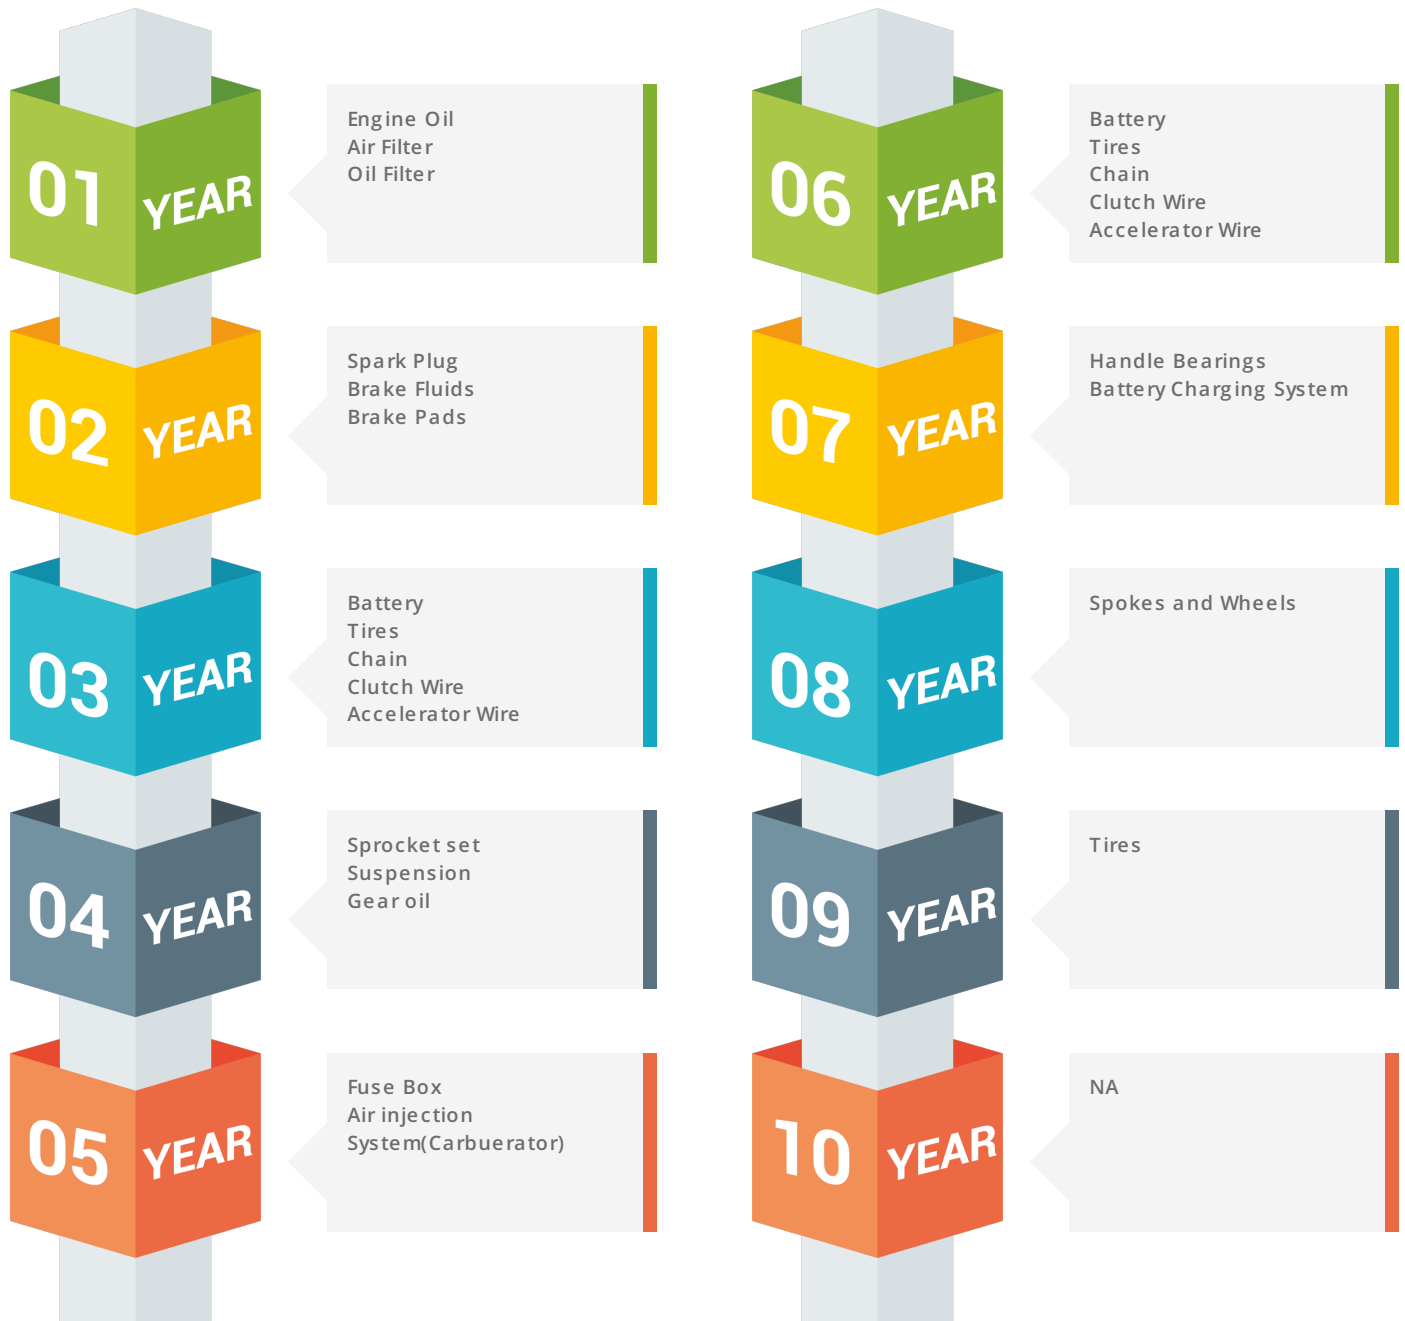 01 YEAR
Engine Oil
Air Filter
Oil Filter
02 YEAR
Spark Plug
Brake Fluids
Brake Pads
03 YEAR
Battery
Tires
Chain
Clutch Wire
Accelerator Wire
04 YEAR
Sprocket set
Suspension
Gear oil
05 YEAR
Fuse Box
Air injection
System(Carbuerator)
06 YEAR
Battery
Tires
Chain
Clutch Wire
Accelerator Wire
07 YEAR
Handle Bearings
Battery Charging System
08 YEAR
Spokes and Wheels
09 YEAR
Tires
10 YEAR
NA